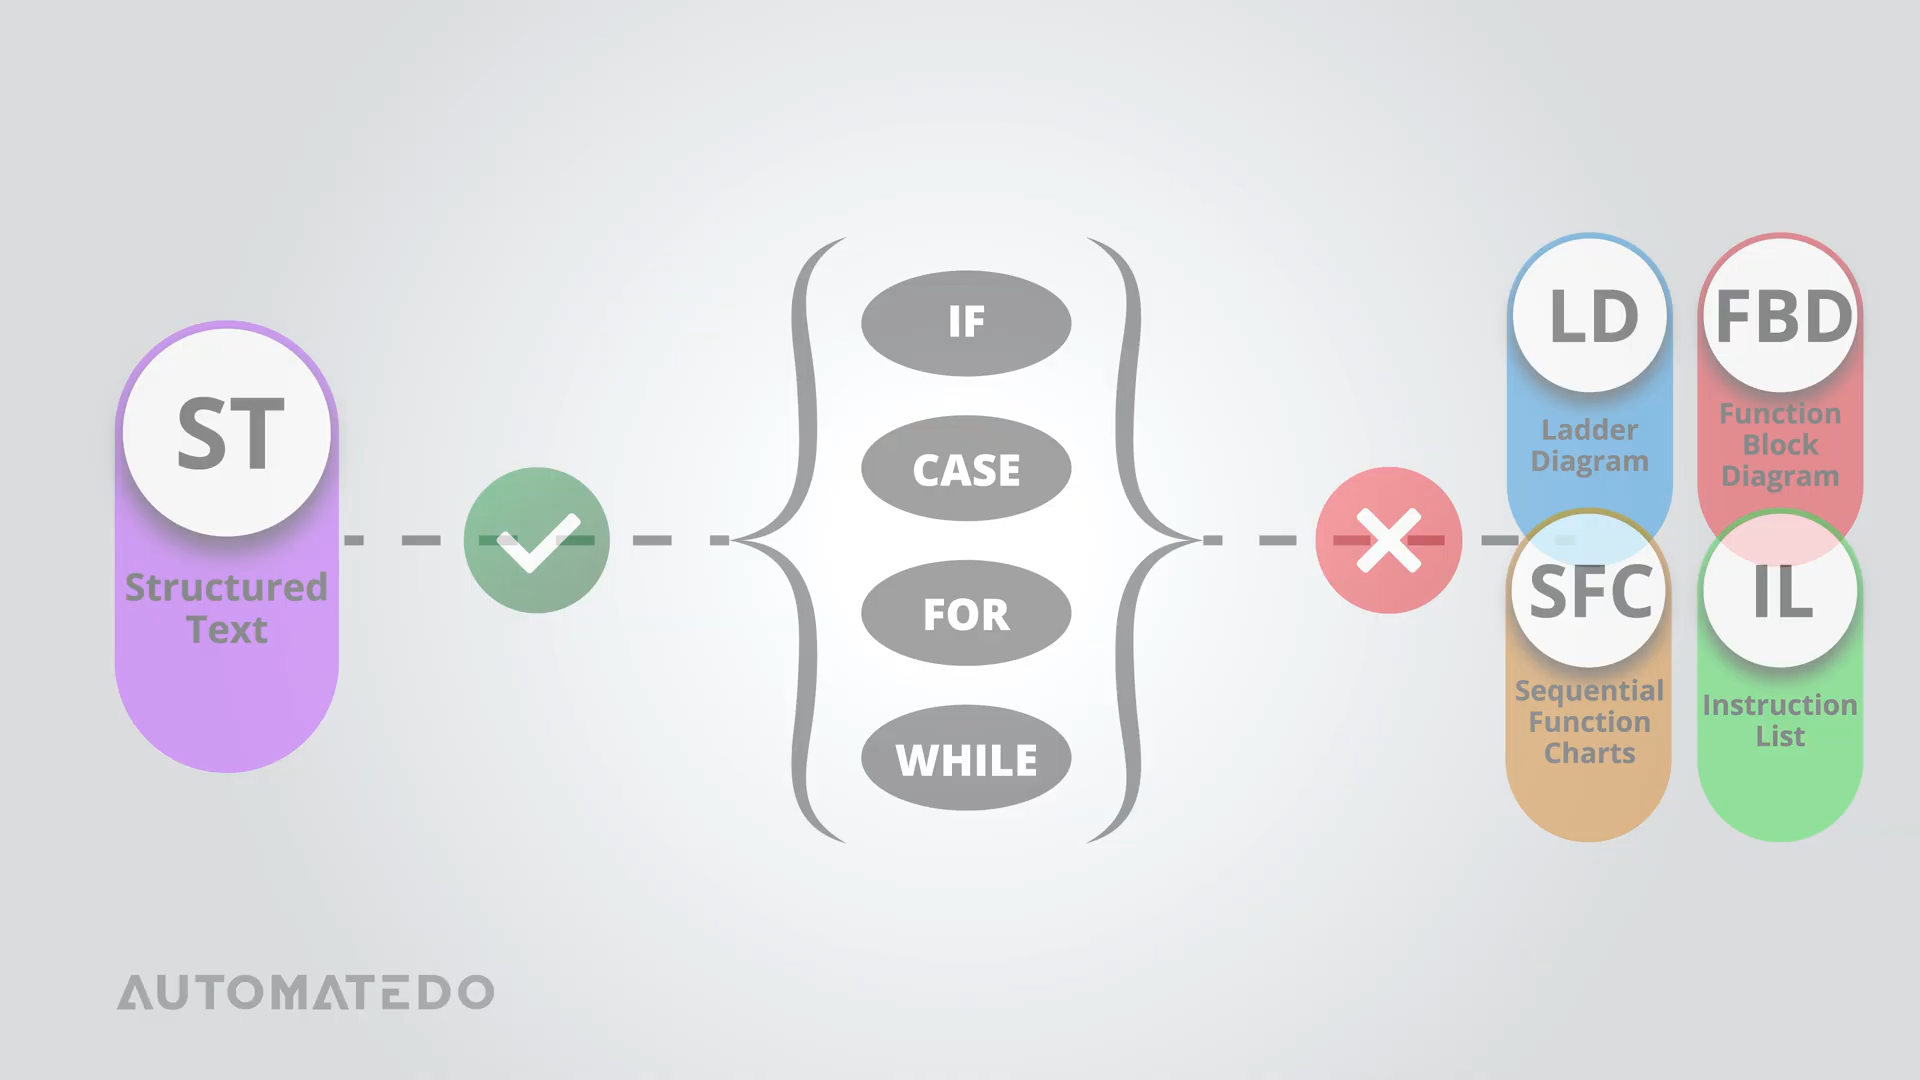 ST
Structured
Text
IF
CASE
FOR
WHILE
LD
Ladder
Diagram
FBD
Function
Block
Diagram
SFC
Sequential
Function
Charts
IL
Instruction
List
AUTOMATEDO